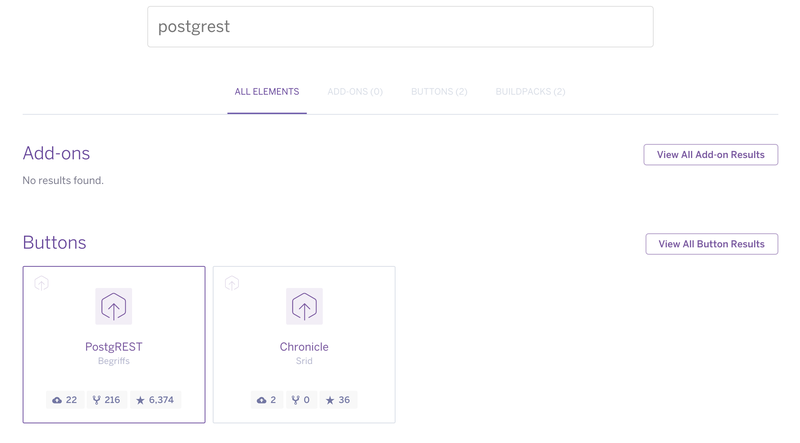 postgrest
ALL ELEMENTS ADD-ONS (0) BUTTONS (2) BUILDPACKS (2)
Add-ons
View All Add-on Results
No results found.
Buttons
View All Button Results
PostgREST
Begriffs
22 216 6,374
Chronicle
Srid
2 0 36